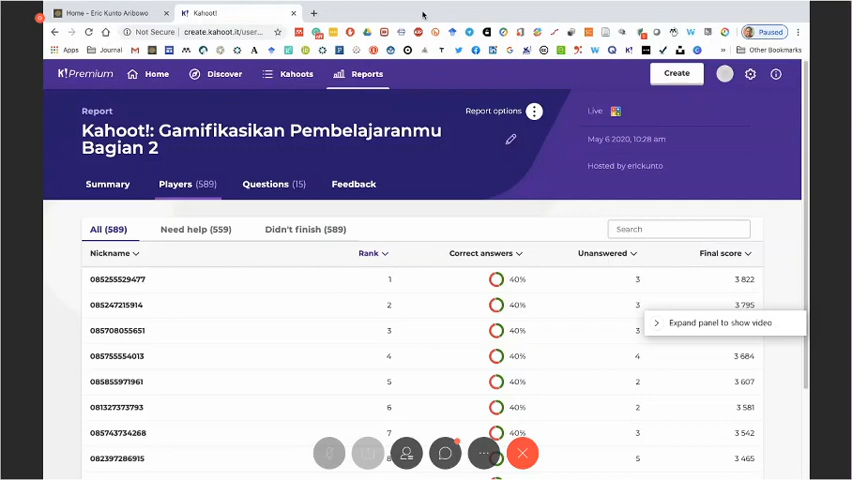 Home - Eric Kunto Aribowo
Kahoot!
Not Secure | create.kahoot.it/user...
Paused
Apps
Journal
Other Bookmarks
K!Premium
Home
Discover
Kahoots
Reports
Create
Report
Report options
Live
Kahoot!: Gamifikasikan Pembelajaranmu
Bagian 2
May 6 2020, 10:28 am
Hosted by erickunto
Summary
Players (589)
Questions (15)
Feedback
All (589)
Need help (559)
Didn't finish (589)
Search
Nickname Rank Correct answers Unanswered Final score
085255529477 1 40% 3 3 822
085247215914 2 40% 3 3 795
085708055651 3 40% 3
Expand panel to show video
085755554013 4 40% 4 3 684
085855971961 5 40% 2 3 607
081327373793 6 40% 2 3 581
085743734268 7 40% 3 3 542
082397286915 8 40% 5 3 465